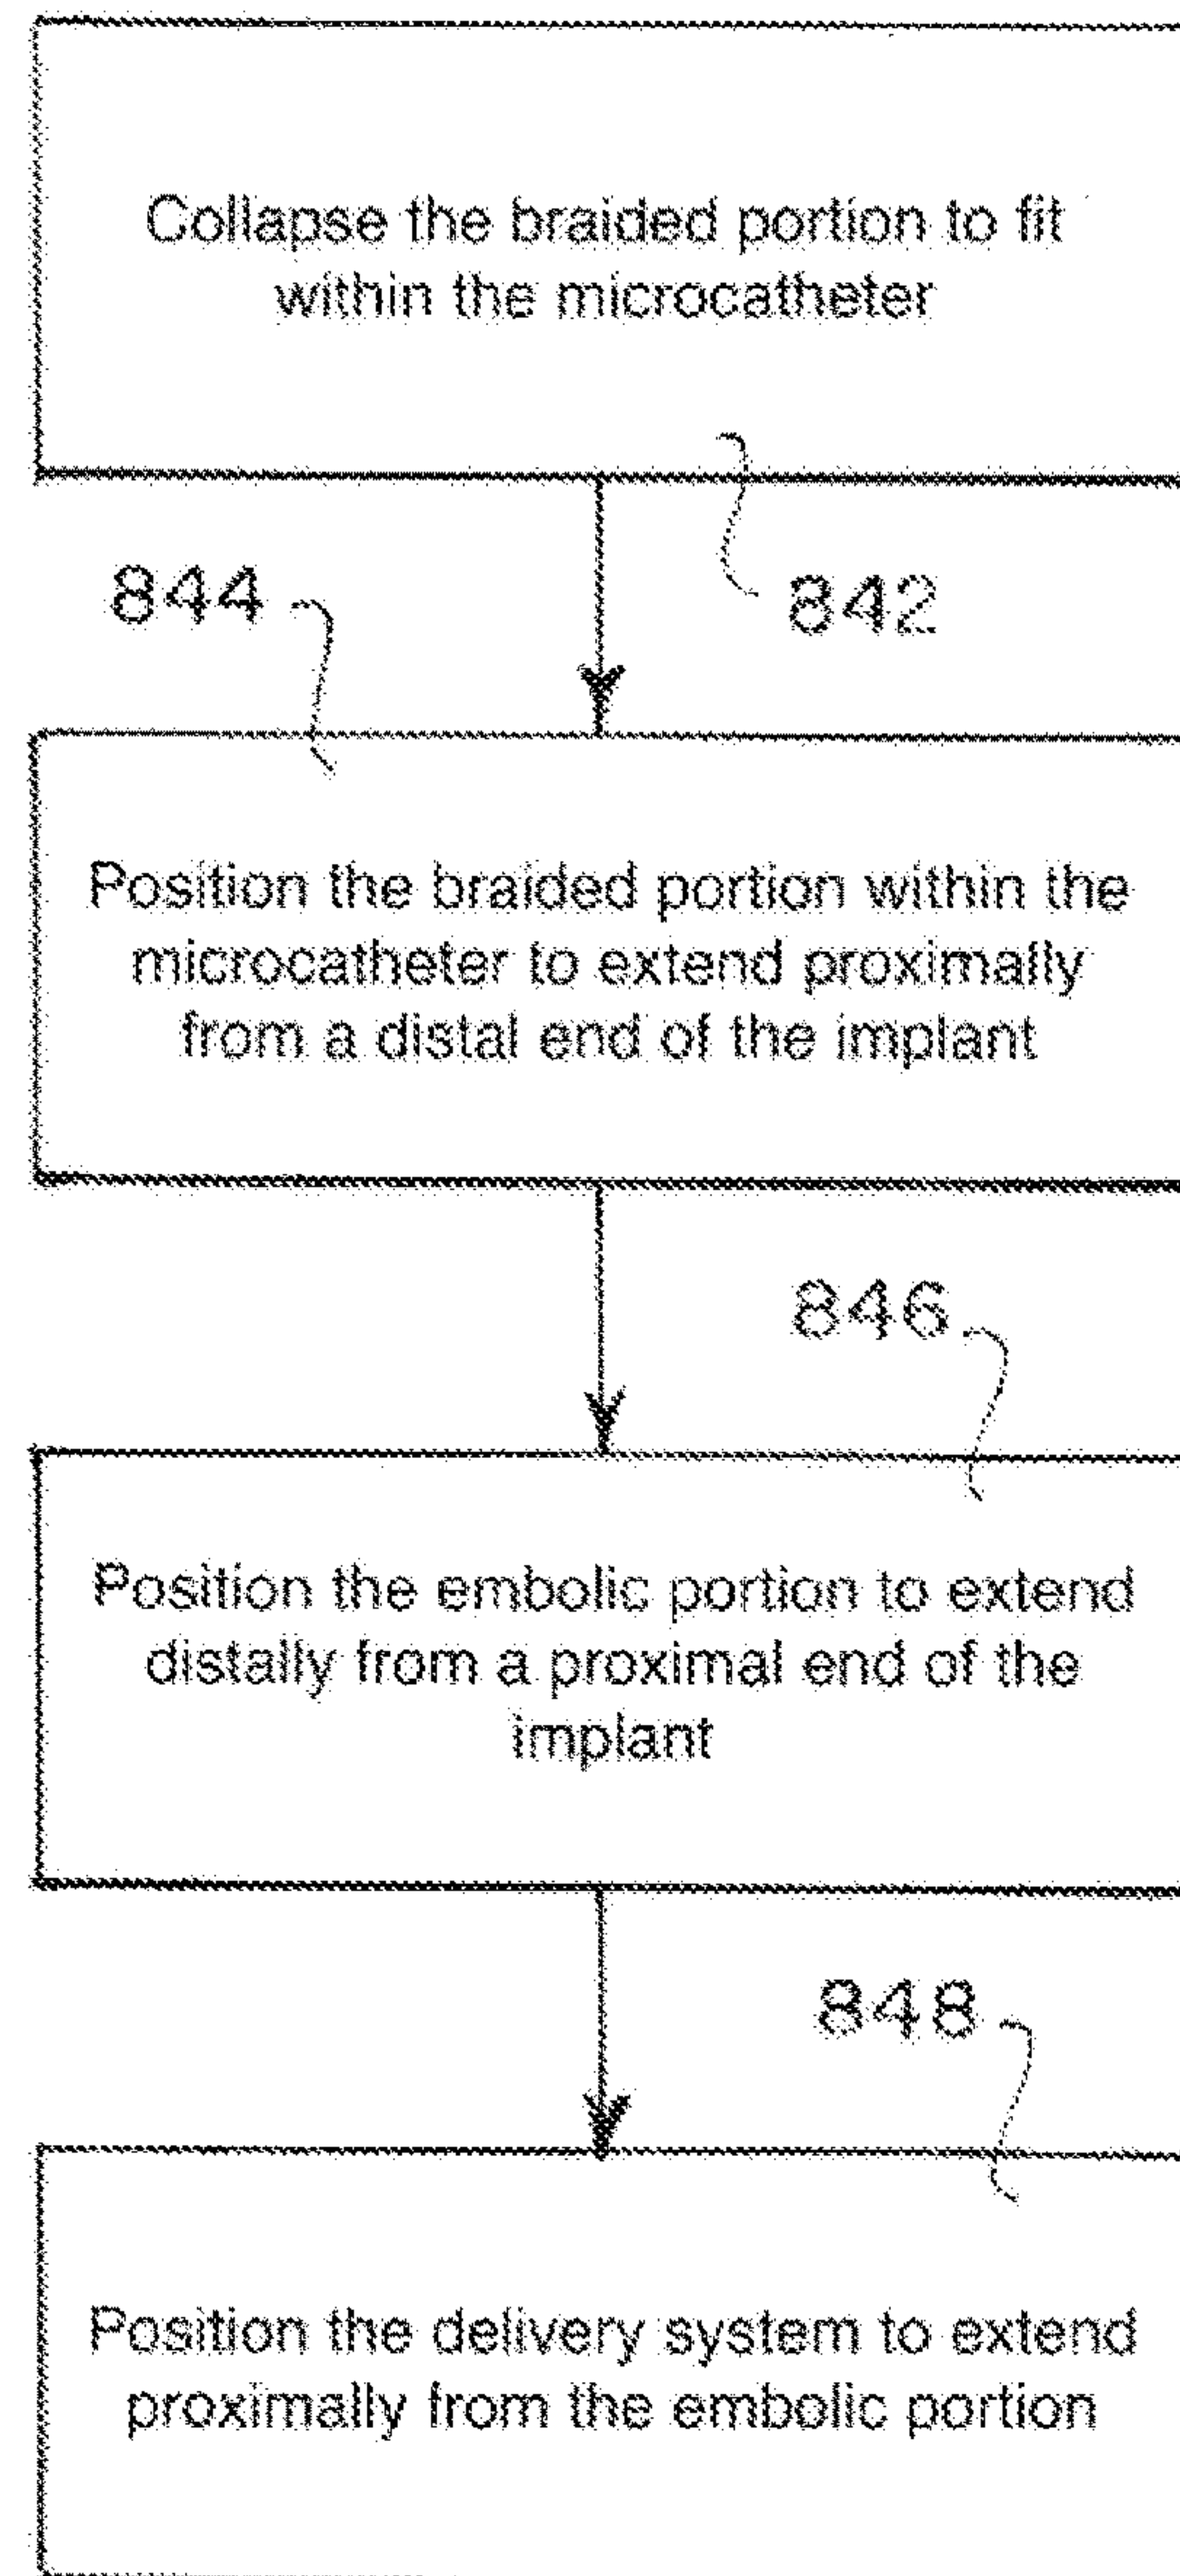 Collapse the braided portion to fit
within the microcatheter
842
844
Position the braided portion within the
microcatheter to extend proximally
from a distal end of the implant
846
Position the embolic portion to extend
distally from a proximal end of the
implant
848
Position the delivery system to extend
proximally from the embolic portion